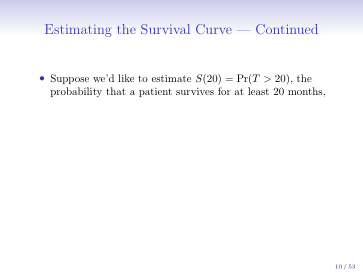 Estimating the Survival Curve — Continued
• Suppose we'd like to estimate S(20) = Pr(T > 20), the
probability that a patient survives for at least 20 months,
10 / 53